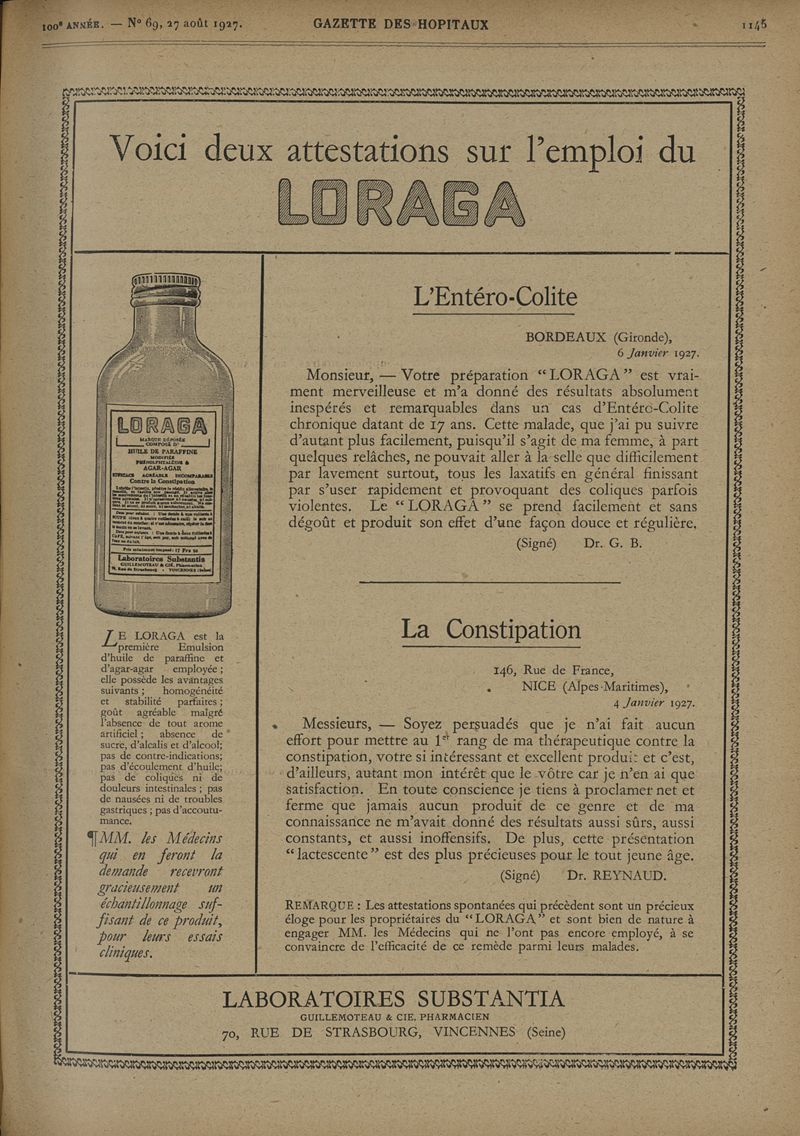 100e ANNÉE. — N° 69, 27 août 1927.
GAZETTE DES HOPITAUX
1145
Voici deux attestations sur l'emploi du
LORAGA
LORAGA
MARQUE DÉPOSÉE
COMPOSÉ D'
HUILE DE PARAFFINE
MODIFIÉE
PHÉNOLPHTALÉINE &
AGAR-AGAR
Contre la Constipation
Laboratoires Substantia
GUILLEMOTEAU & CIE, Pharmacien
LE LORAGA est la
première Emulsion
d'huile de paraffine et
d'agar-agar employée ;
elle possède les avantages
suivants ; homogénéité
et stabilité parfaites ;
goût agréable malgré
l'absence de tout arome
artificiel ; absence de
sucre, d'alcalis et d'alcool;
pas de contre-indications;
pas d'écoulement d'huile;
pas de coliques ni de
douleurs intestinales ; pas
de nausées ni de troubles
gastriques ; pas d'accoutu-
mance.
¶ MM. les Médecins
qui en feront la
demande recevront
gracieusement un
échantillonnage suf-
fisant de ce produit,
pour leurs essais
cliniques.
L'Entéro-Colite
BORDEAUX (Gironde),
6 Janvier 1927.
Monsieur, — Votre préparation "LORAGA" est vrai-
ment merveilleuse et m'a donné des résultats absolument
inespérés et remarquables dans un cas d'Entéro-Colite
chronique datant de 17 ans. Cette malade, que j'ai pu suivre
d'autant plus facilement, puisqu'il s'agit de ma femme, à part
quelques relâches, ne pouvait aller à la selle que difficilement
par lavement surtout, tous les laxatifs en général finissant
par s'user rapidement et provoquant des coliques parfois
violentes. Le "LORAGA" se prend facilement et sans
dégoût et produit son effet d'une façon douce et régulière.
(Signé) Dr. G. B.
La Constipation
146, Rue de France,
NICE (Alpes-Maritimes),
4 Janvier 1927.
Messieurs, — Soyez persuadés que je n'ai fait aucun
effort pour mettre au 1er rang de ma thérapeutique contre la
constipation, votre si intéressant et excellent produit et c'est,
d'ailleurs, autant mon intérêt que le vôtre car je n'en ai que
satisfaction. En toute conscience je tiens à proclamer net et
ferme que jamais aucun produit de ce genre et de ma
connaissance ne m'avait donné des résultats aussi sûrs, aussi
constants, et aussi inoffensifs. De plus, cette présentation
"lactescente" est des plus précieuses pour le tout jeune âge.
(Signé) Dr. REYNAUD.
REMARQUE : Les attestations spontanées qui précèdent sont un précieux
éloge pour les propriétaires du "LORAGA" et sont bien de nature à
engager MM. les Médecins qui ne l'ont pas encore employé, à se
convaincre de l'efficacité de ce remède parmi leurs malades.
LABORATOIRES SUBSTANTIA
GUILLEMOTEAU & CIE. PHARMACIEN
70, RUE DE STRASBOURG, VINCENNES (Seine)